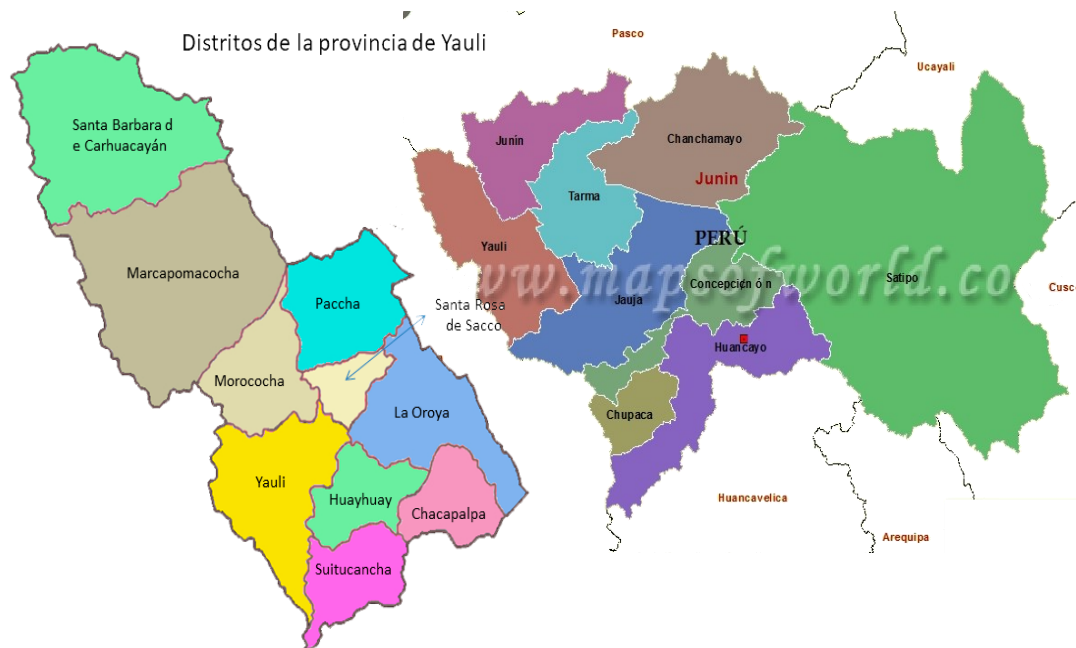 Distritos de la provincia de Yauli
Santa Barbara d
e Carhuacayán
Marcapomacocha
Paccha
Santa Rosa
de Sacco
Morococha
La Oroya
Yauli
Huayhuay
Chacapalpa
Suitucancha
Pasco
Ucayali
Junín
Chanchamayo
Junin
Tarma
PERÚ
Yauli
Satipo
Concepción ó n
ww.mapsofworld.co
Cusco
Jauja
Huancayo
Chupaca
Huancavelica
Arequipa